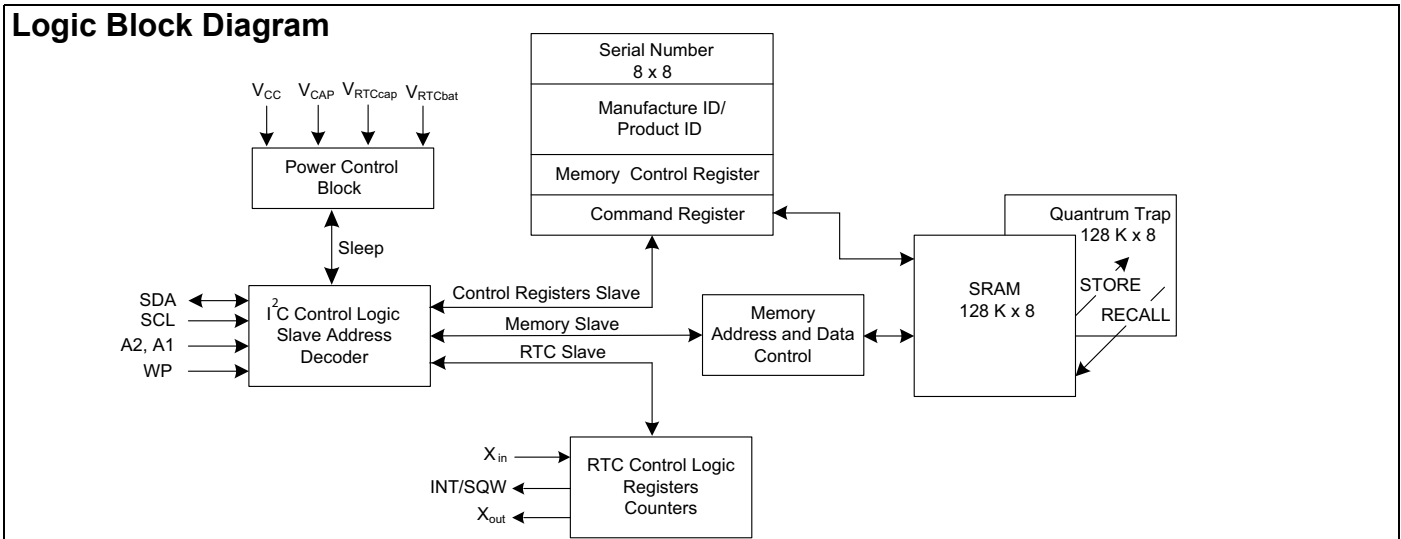 Logic Block Diagram
Serial Number
8 x 8
Manufacture ID/
Product ID
Memory Control Register
Command Register
VCC
VCAP
VRTCcap
VRTCbat
Power Control
Block
Sleep
Quantrum Trap
128 K x 8
SRAM
128 K x 8
STORE
RECALL
SDA
SCL
A2, A1
WP
I2C Control Logic
Slave Address
Decoder
Control Registers Slave
Memory Slave
RTC Slave
Memory
Address and Data
Control
Xin
INT/SQW
Xout
RTC Control Logic
Registers
Counters